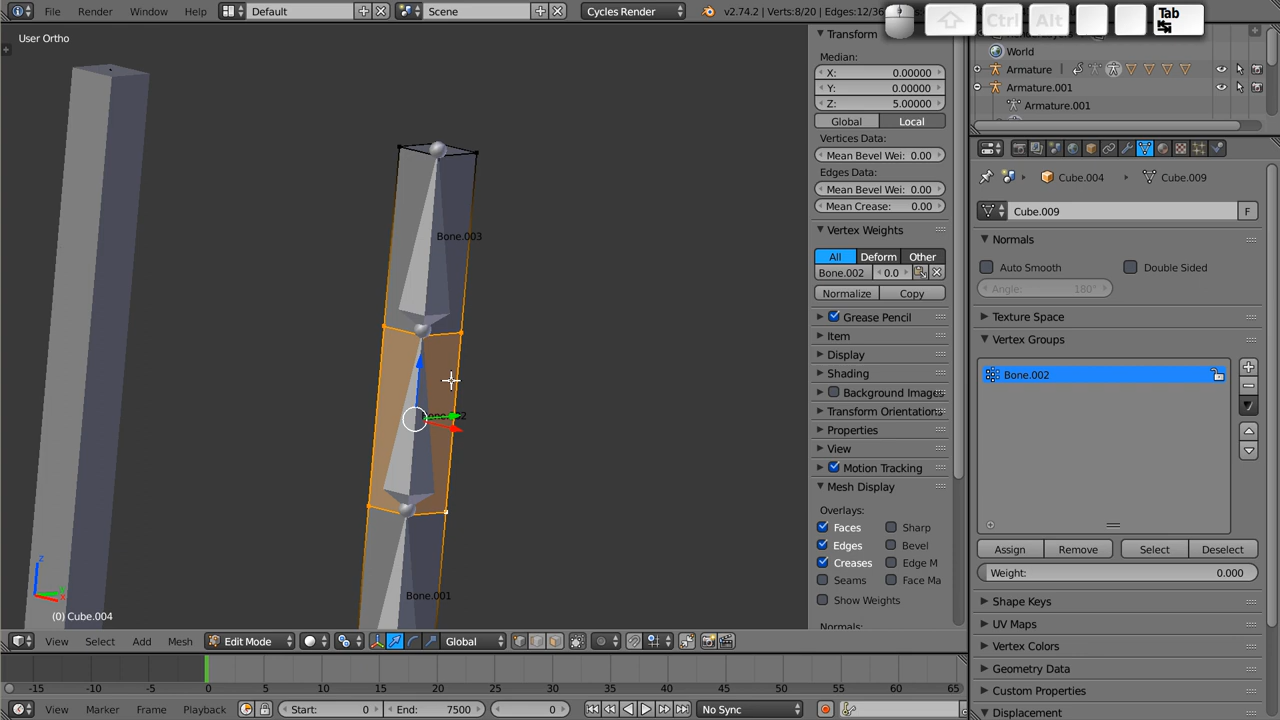 File Render Window Help Default Scene Cycles Render v2.74.2 | Verts:8/20 | Edges:12/36
Ctrl Alt Tab
User Ortho
Transform
Median:
X: 0.00000
Y: 0.00000
Z: 5.00000
Global Local
Vertices Data:
Mean Bevel Wei: 0.00
Edges Data:
Mean Bevel Wei: 0.00
Mean Crease: 0.00
Vertex Weights
All Deform Other
Bone.002 0.0
Normalize Copy
Grease Pencil
Item
Display
Shading
Background Images
Transform Orientations
Properties
View
Motion Tracking
Mesh Display
Overlays:
Faces Sharp
Edges Bevel
Creases Edge M
Seams Face Ma
Show Weights
Normals:
Bone.003
Bone.001
z
(0) Cube.004
World
Armature
Armature.001
Armature.001
Cube.004 Cube.009
Cube.009 F
Normals
Auto Smooth Double Sided
Angle: 180°
Texture Space
Vertex Groups
Bone.002
Assign Remove Select Deselect
Weight: 0.000
Shape Keys
UV Maps
Vertex Colors
Geometry Data
Custom Properties
Displacement
View Select Add Mesh Edit Mode Global
-15 -10 -5 0 5 10 15 20 25 30 35 40 45 50 55 60 65
View Marker Frame Playback Start: 0 End: 7500 0 No Sync